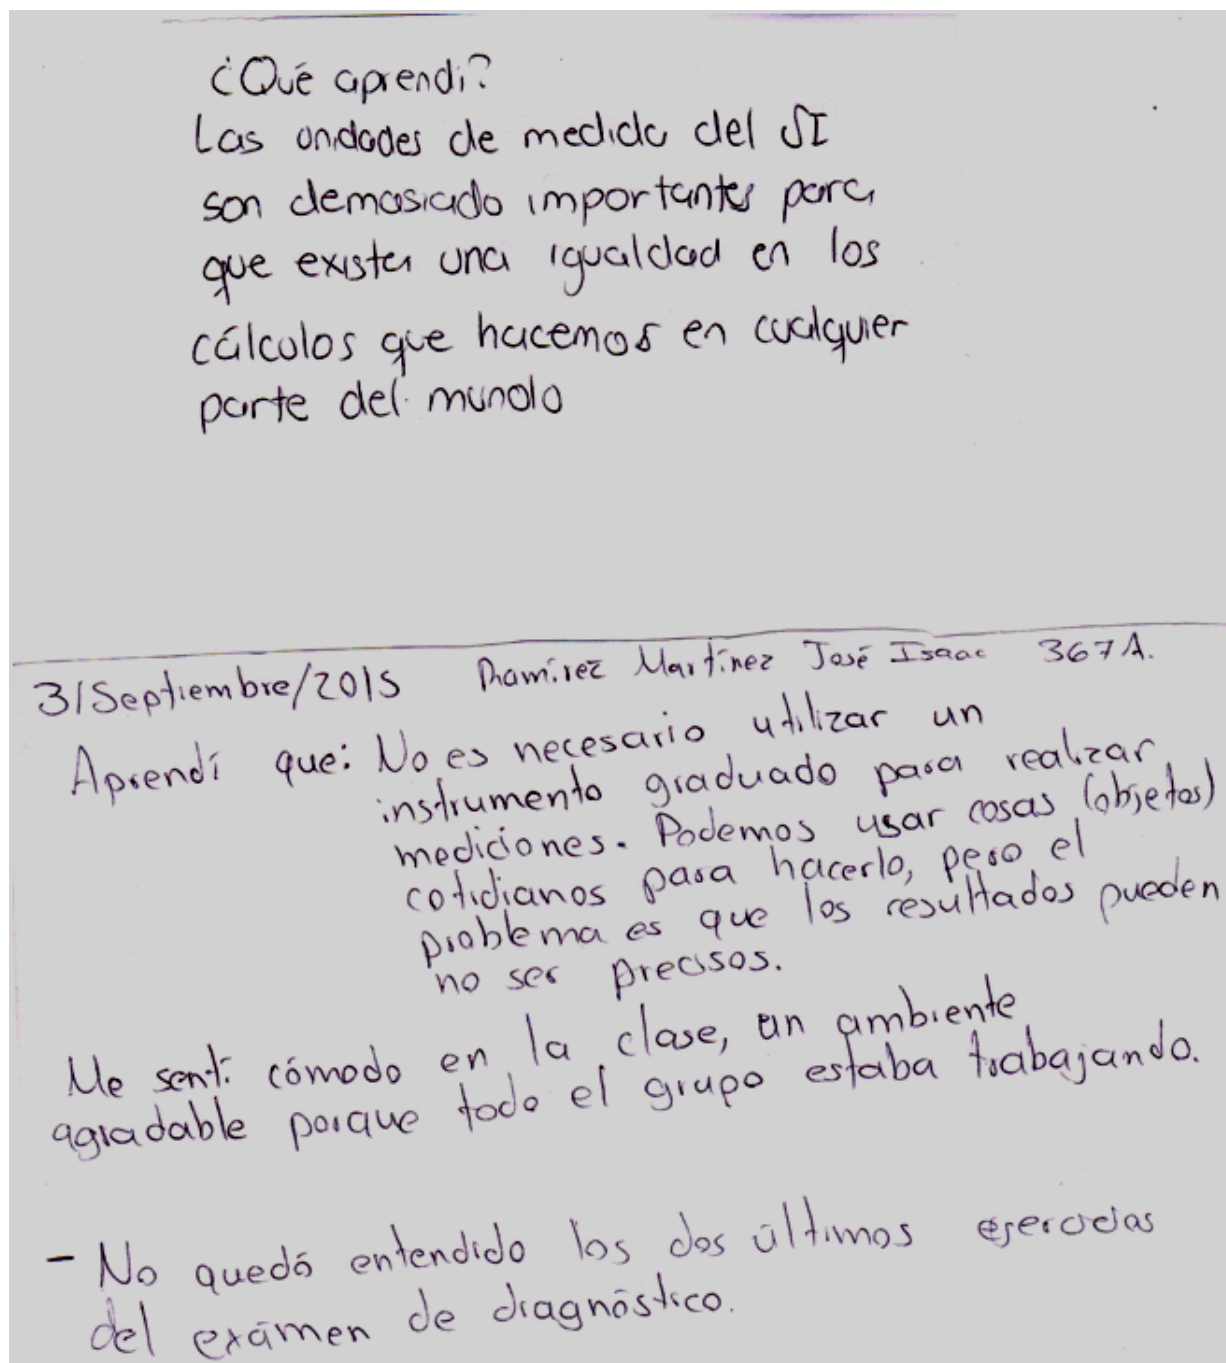 ¿Qué aprendi?
Las unidades de medida del SI
son demasiado importantes para
que exista una igualdad en los
cálculos que hacemos en cualquier
parte del mundo
3/Septiembre/2015 Ramírez Martínez José Isaac 367A.
Aprendí que: No es necesario utilizar un
instrumento graduado para realizar
mediciones. Podemos usar cosas (objetos)
cotidianos para hacerlo, pero el
problema es que los resultados pueden
no ser precisos.
Me sentí cómodo en la clase, un ambiente
agradable porque todo el grupo estaba trabajando.
- No quedó entendido los dos últimos ejercicios
del exámen de diagnóstico.